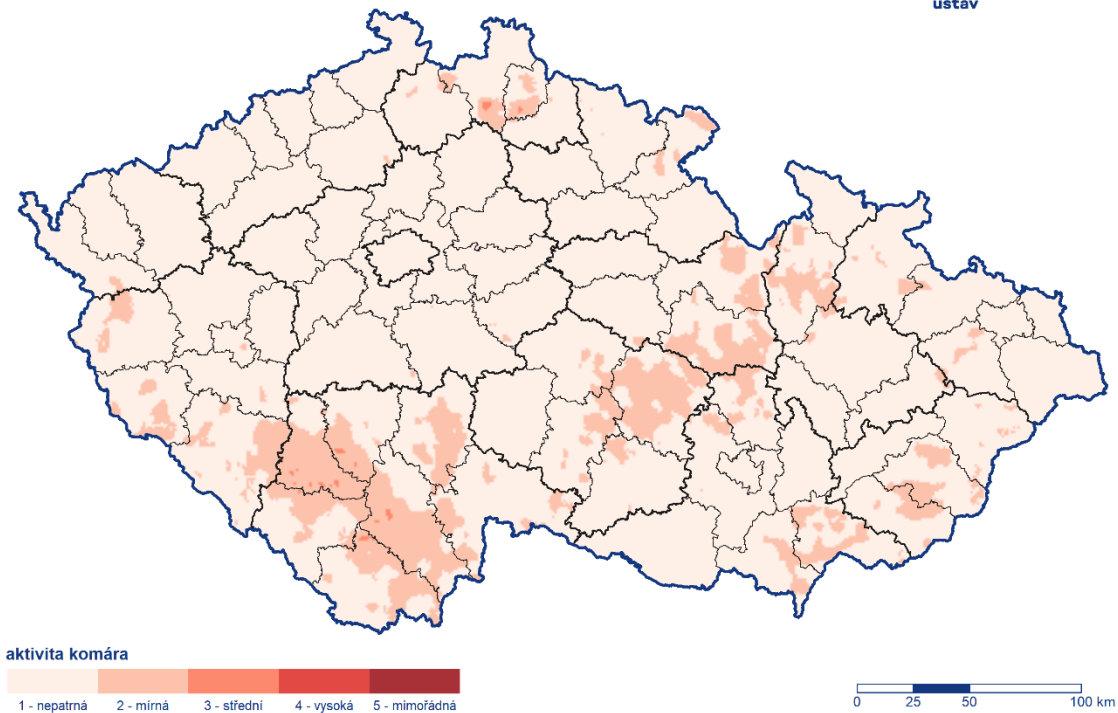 ústav
aktivita komára
1 - nepatrná 2 - mírná 3 - střední 4 - vysoká 5 - mimořádná
0 25 50 100 km